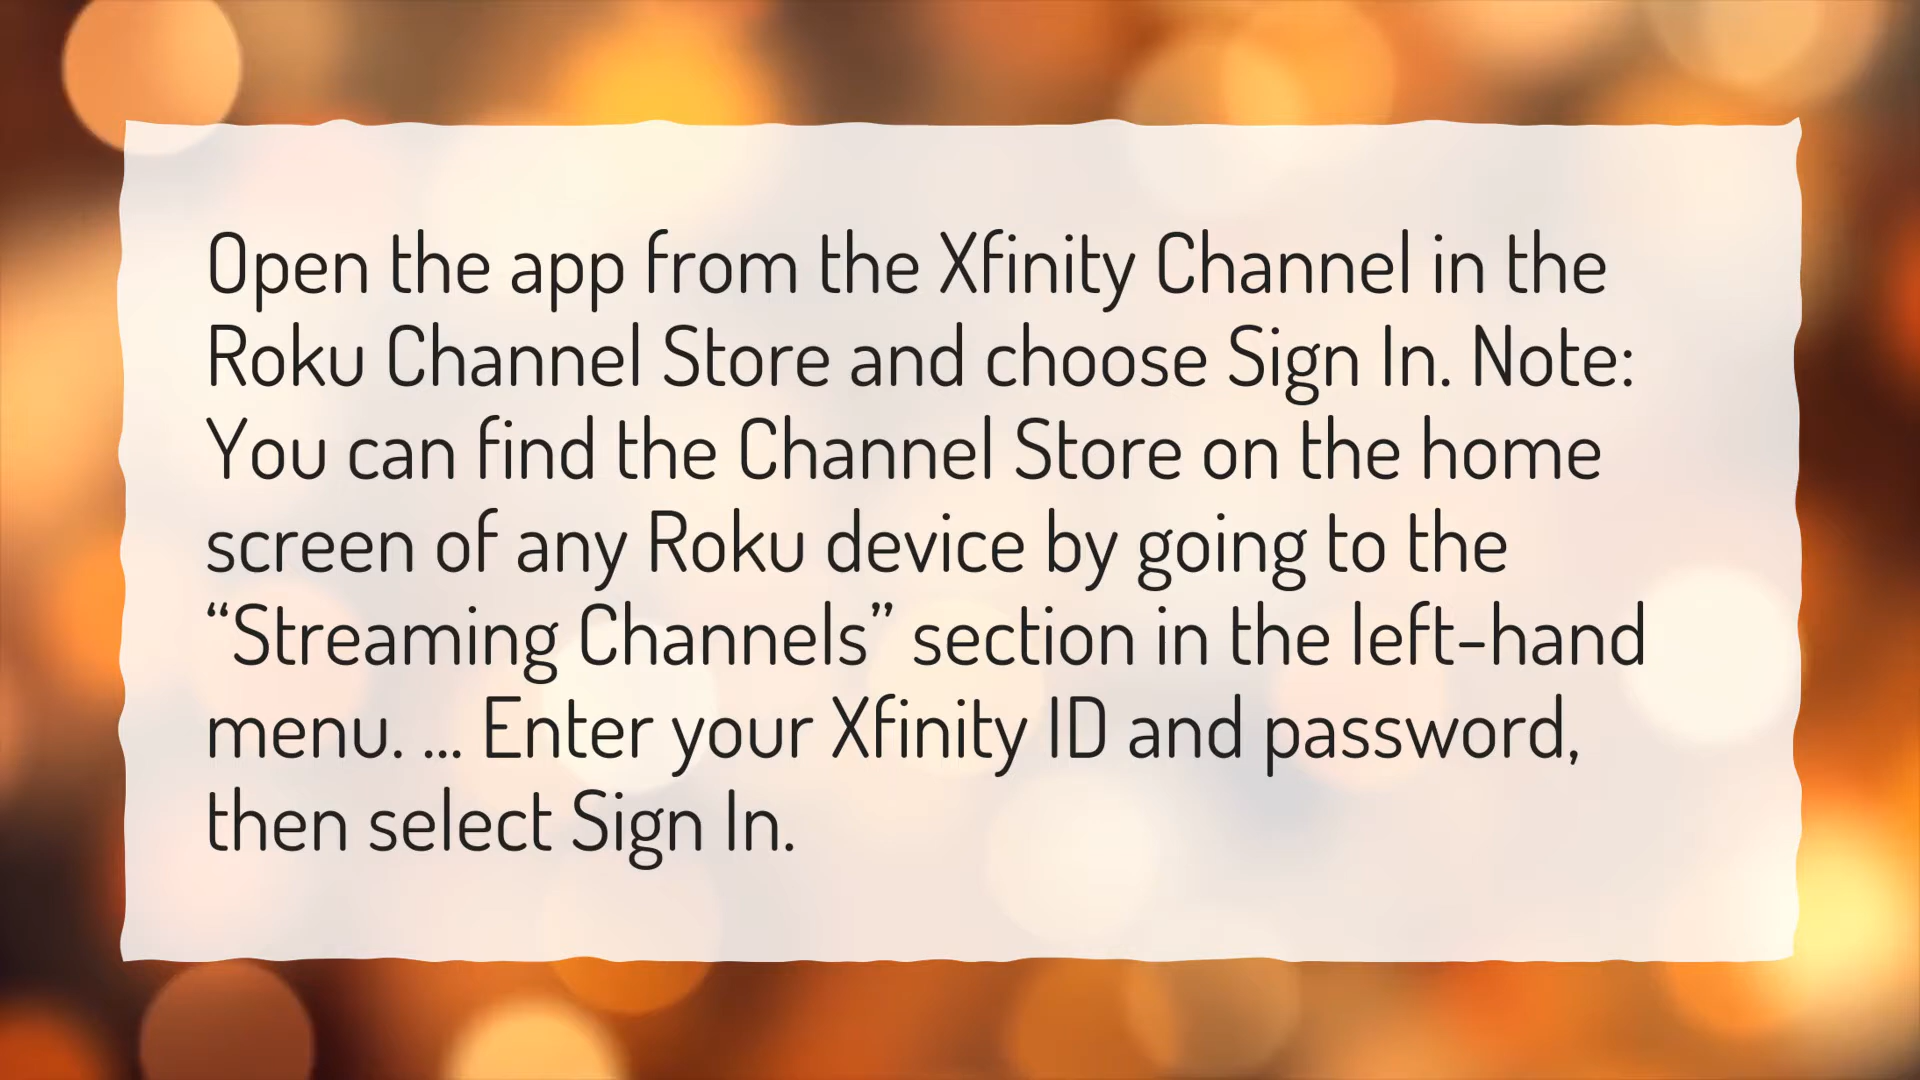 Open the app from the Xfinity Channel in the
Roku Channel Store and choose Sign In. Note:
You can find the Channel Store on the home
screen of any Roku device by going to the
“Streaming Channels” section in the left-hand
menu. ... Enter your Xfinity ID and password,
then select Sign In.